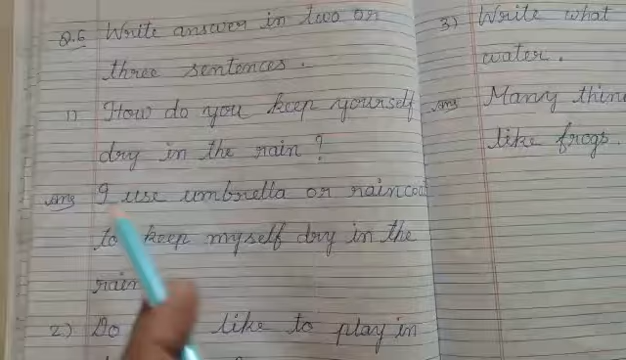 Q.5 Write answer in two or
three sentences.
1) How do you keep yourself
dry in the rain?
ans I use umbrella or raincoat
to keep myself dry in the
rain
2) Do like to play in
3) Write what
water.
ans Many thin
like frogs.